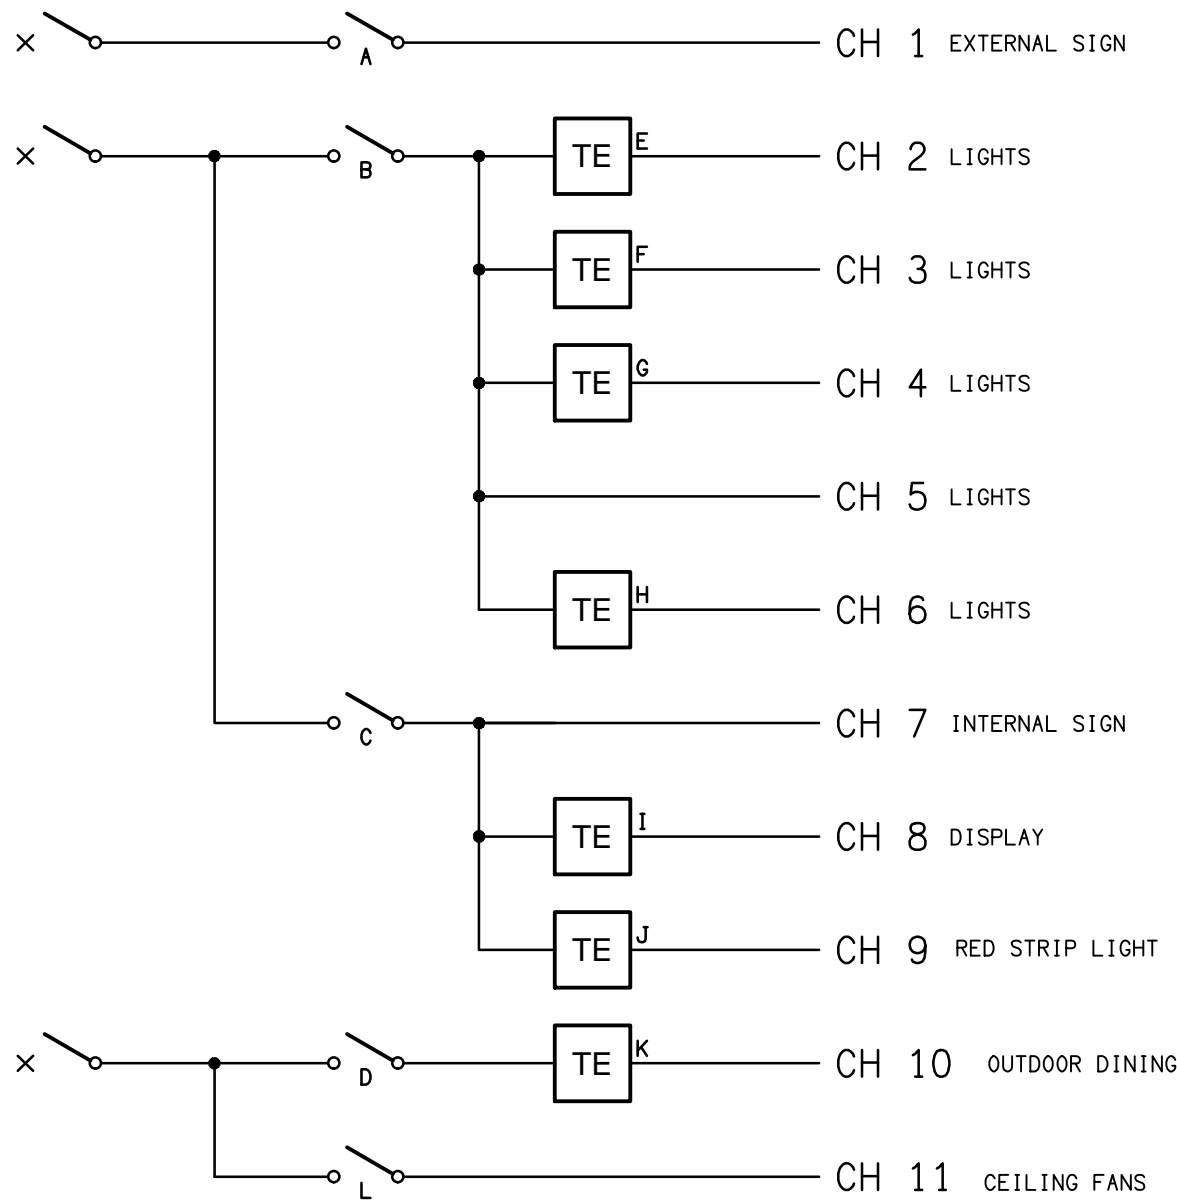 A CH 1 EXTERNAL SIGN
B TE E CH 2 LIGHTS
TE F CH 3 LIGHTS
TE G CH 4 LIGHTS
CH 5 LIGHTS
TE H CH 6 LIGHTS
C CH 7 INTERNAL SIGN
TE I CH 8 DISPLAY
TE J CH 9 RED STRIP LIGHT
D TE K CH 10 OUTDOOR DINING
L CH 11 CEILING FANS